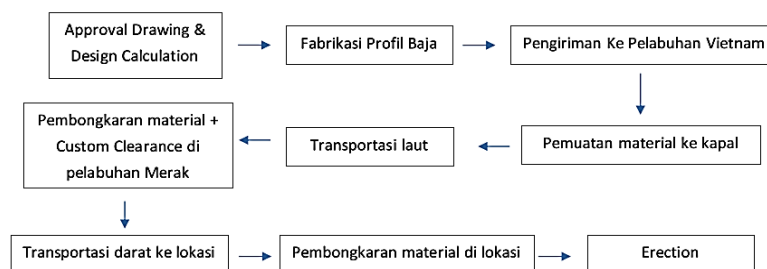 Approval Drawing &
Design Calculation
Fabrikasi Profil Baja
Pengiriman Ke Pelabuhan Vietnam
Pemuatan material ke kapal
Transportasi laut
Pembongkaran material +
Custom Clearance di
pelabuhan Merak
Transportasi darat ke lokasi
Pembongkaran material di lokasi
Erection